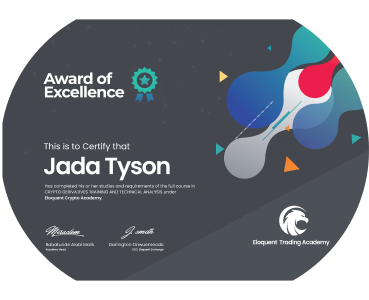 Award of
Excellence
This is to Certify that
Jada Tyson
Has completed his or her studies and requirements of the full course in
CRYPTO DERIVATIVES TRAINING AND TECHNICAL ANALYSIS under
Eloquent Crypto Academy.
Babatunde Alabi Malik
Academy Head
Darlington Onwuemeodo
CEO, Eloquent Exchange
Eloquent Trading Academy